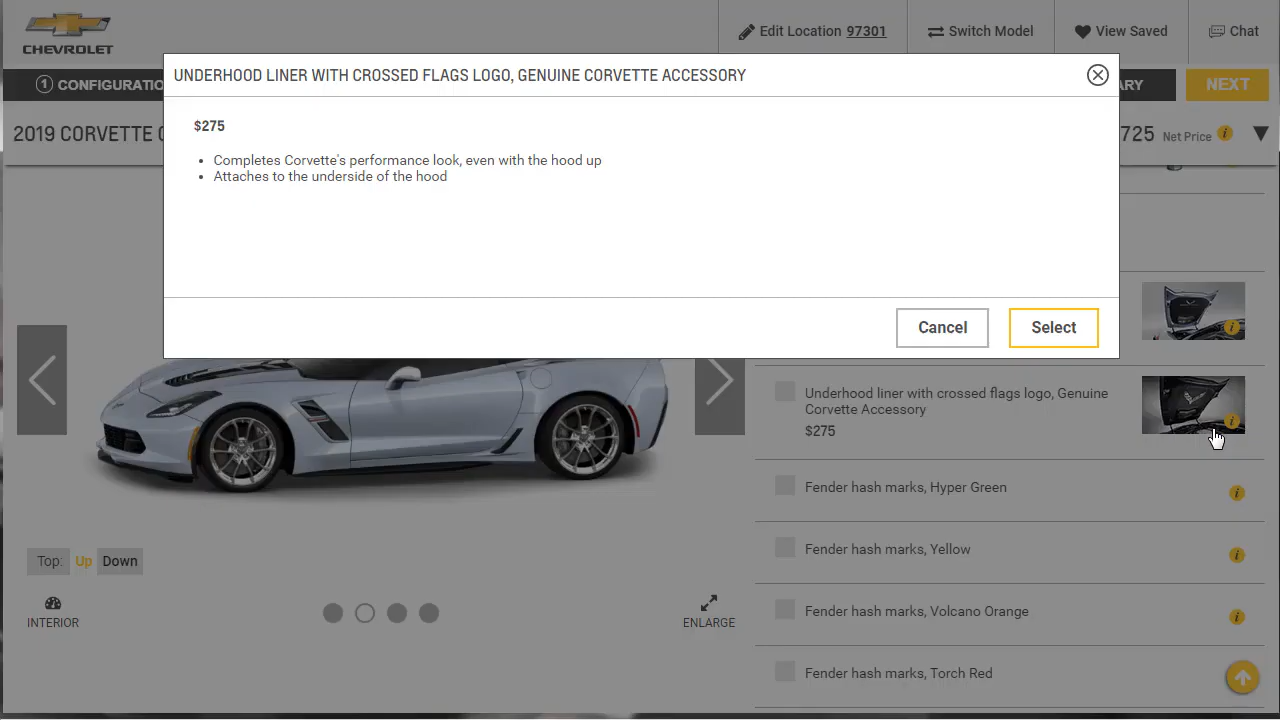 CHEVROLET
Edit Location 97301
Switch Model
View Saved
Chat
1 CONFIGURATIO
ARY
NEXT
2019 CORVETTE
725 Net Price i
UNDERHOOD LINER WITH CROSSED FLAGS LOGO, GENUINE CORVETTE ACCESSORY
$275
• Completes Corvette's performance look, even with the hood up
• Attaches to the underside of the hood
Cancel
Select
i
Underhood liner with crossed flags logo, Genuine
Corvette Accessory
$275
i
Fender hash marks, Hyper Green
i
Fender hash marks, Yellow
i
Fender hash marks, Volcano Orange
i
Fender hash marks, Torch Red
Top: Up Down
INTERIOR
ENLARGE